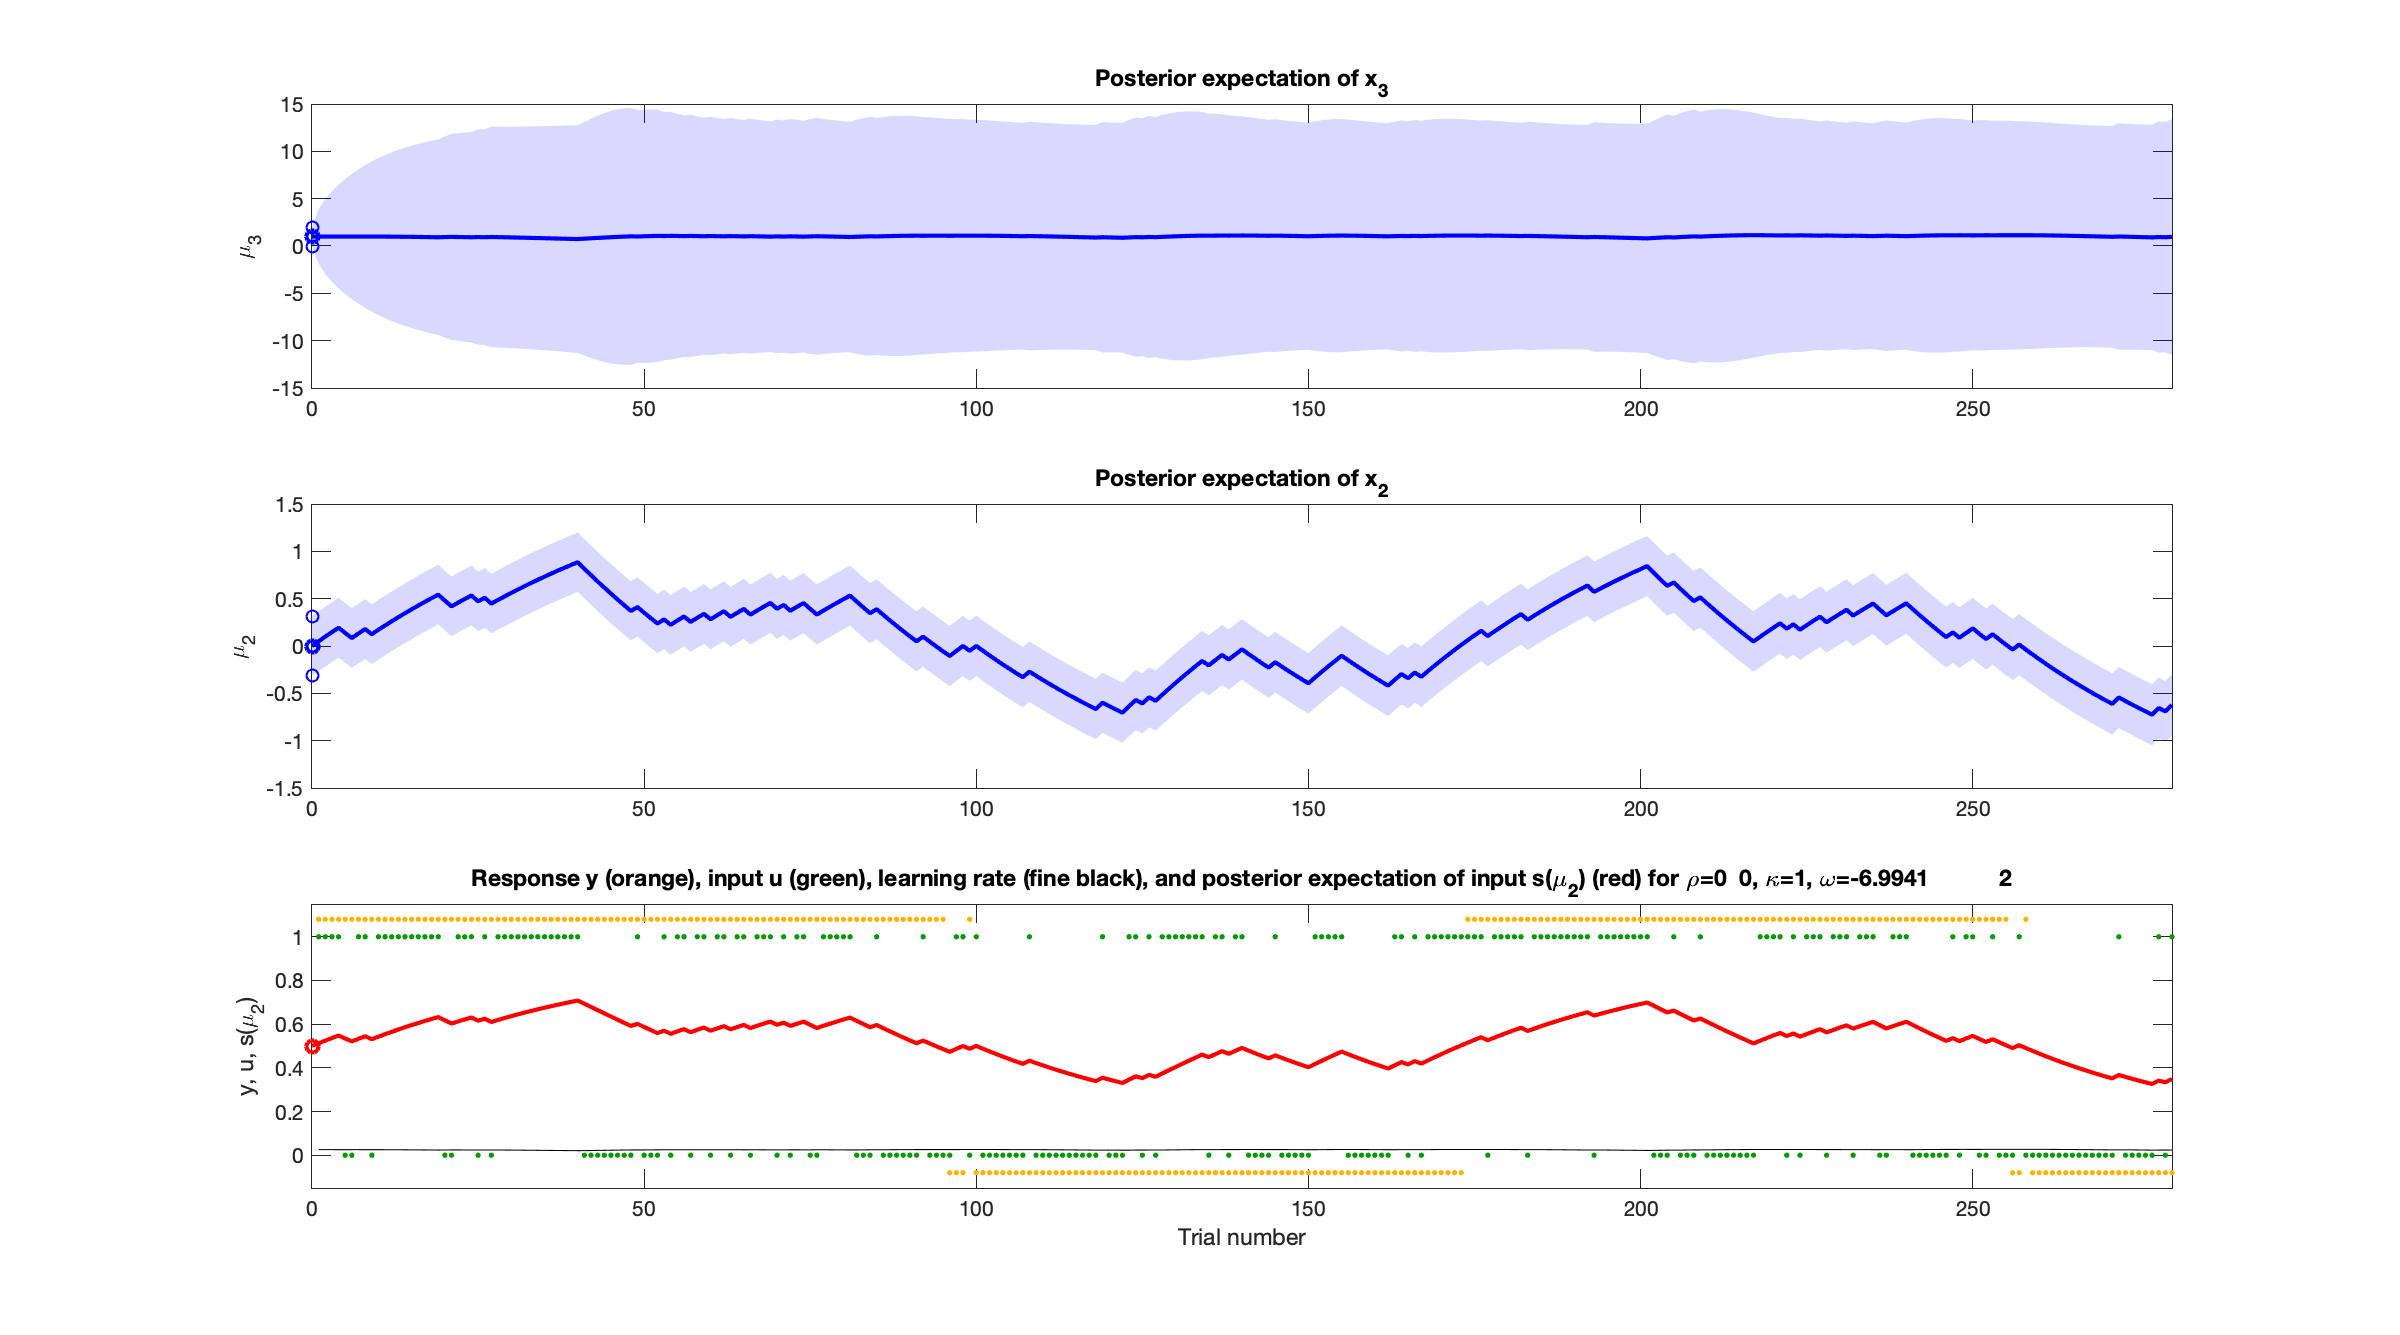 Posterior expectation of x3
15
10
5
0
-5
-10
-15
μ3
0 50 100 150 200 250
Posterior expectation of x2
1.5
1
0.5
0
-0.5
-1
-1.5
μ2
0 50 100 150 200 250
Response y (orange), input u (green), learning rate (fine black), and posterior expectation of input s(μ2) (red) for ρ=0 0, κ=1, ω=-6.9941 2
1
0.8
0.6
0.4
0.2
0
y, u, s(μ2)
0 50 100 150 200 250
Trial number